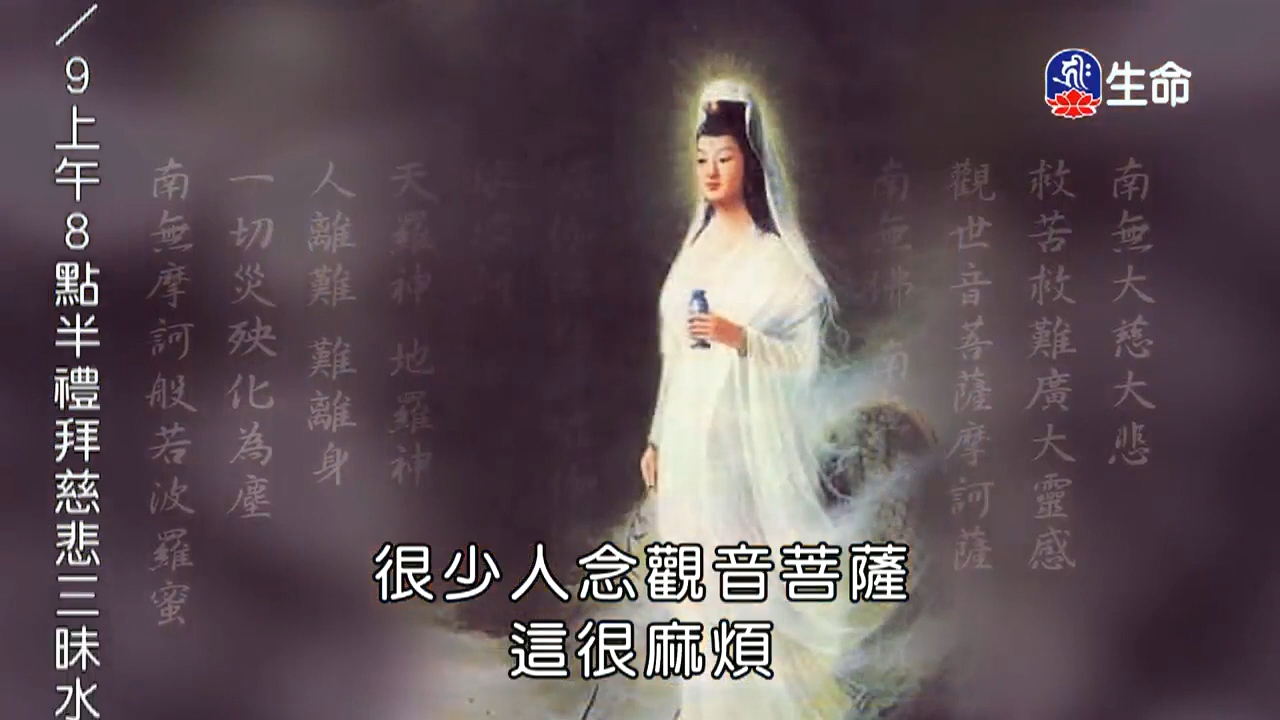 生命
／9上午8點半禮拜慈悲三昧水
南無大慈大悲
救苦救難廣大靈感
觀世音菩薩摩訶薩
南無佛 南
天羅神 地羅神
人離難 難離身
一切災殃化為塵
南無摩訶般若波羅蜜
很少人念觀音菩薩
這很麻煩